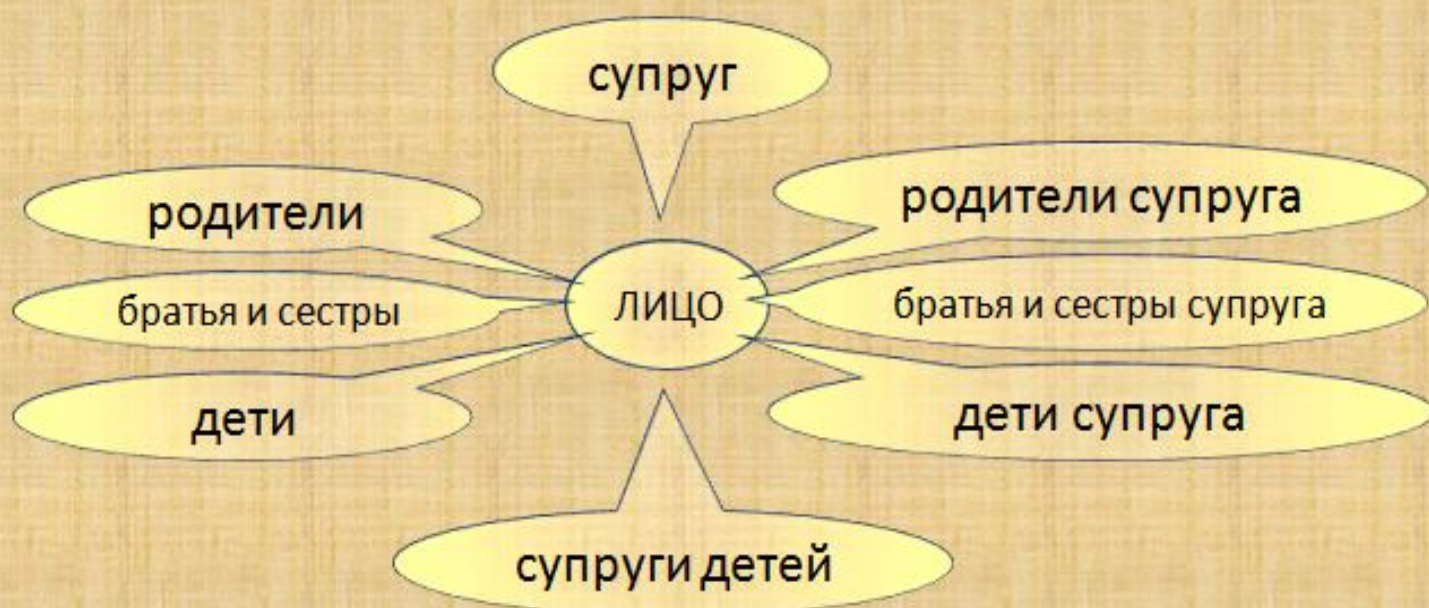 супруг
родители
родители супруга
братья и сестры
ЛИЦО
братья и сестры супруга
дети
дети супруга
супруги детей